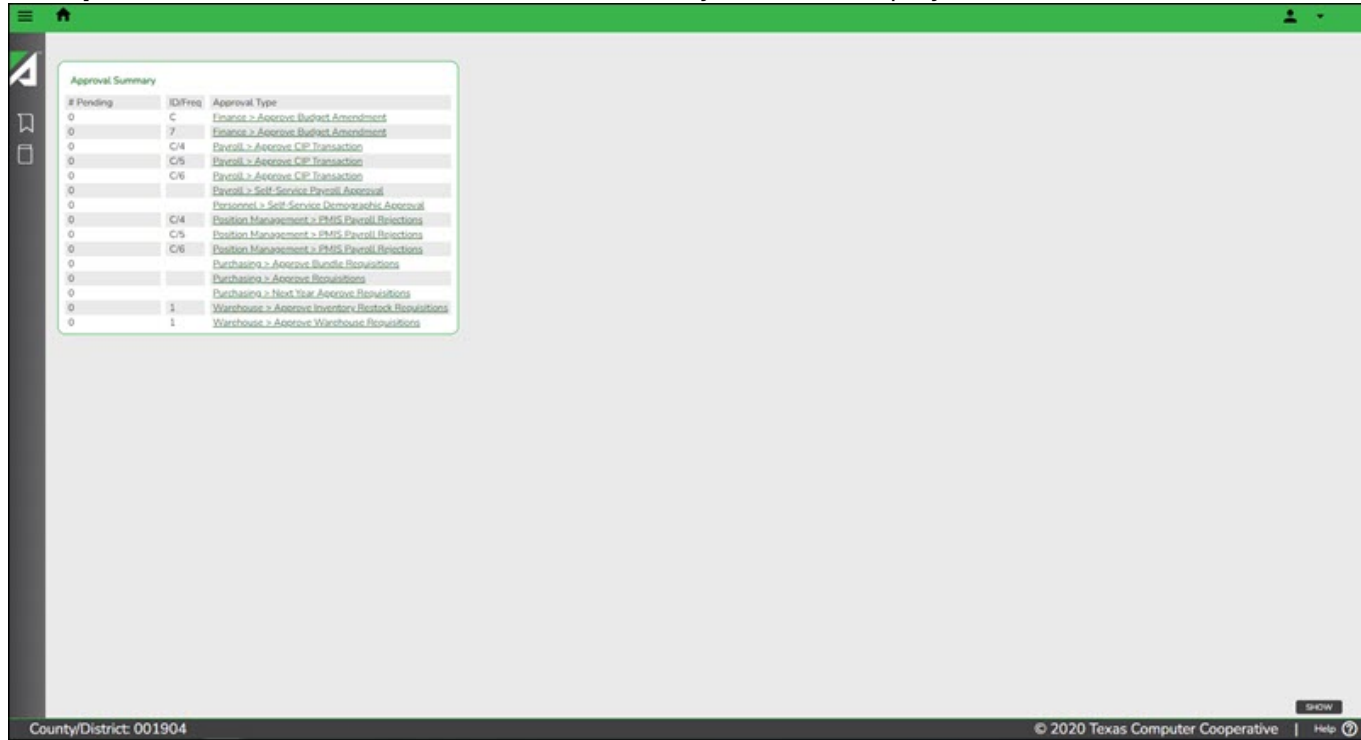 Approval Summary
# Pending ID/Freq Approval Type
0 C Finance > Approve Budget Amendment
0 7 Finance > Approve Budget Amendment
0 C/4 Payroll > Approve CIP Transaction
0 C/5 Payroll > Approve CIP Transaction
0 C/6 Payroll > Approve CIP Transaction
0 Payroll > Self-Service Payroll Approval
0 Personnel > Self-Service Demographic Approval
0 C/4 Position Management > PMIS Payroll Rejections
0 C/5 Position Management > PMIS Payroll Rejections
0 C/6 Position Management > PMIS Payroll Rejections
0 Purchasing > Approve Bundle Requisitions
0 Purchasing > Approve Requisitions
0 Purchasing > Next Year Approve Requisitions
0 1 Warehouse > Approve Inventory Restock Requisitions
0 1 Warehouse > Approve Warehouse Requisitions
SHOW
County/District: 001904 © 2020 Texas Computer Cooperative | Help ?